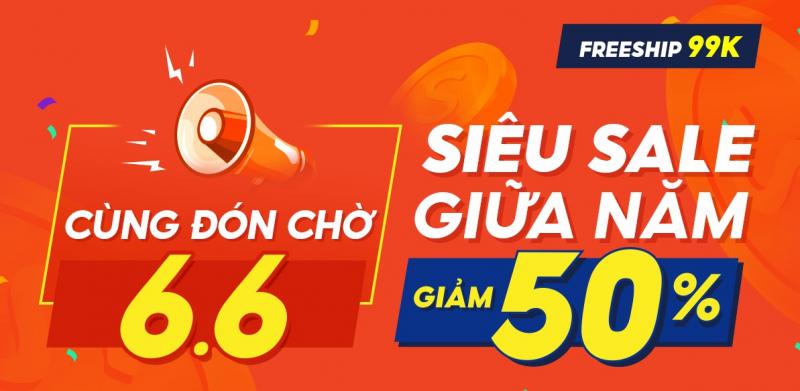 FREESHIP 99K
CÙNG ĐÓN CHỜ
6.6
SIÊU SALE
GIỮA NĂM
GIẢM 50%